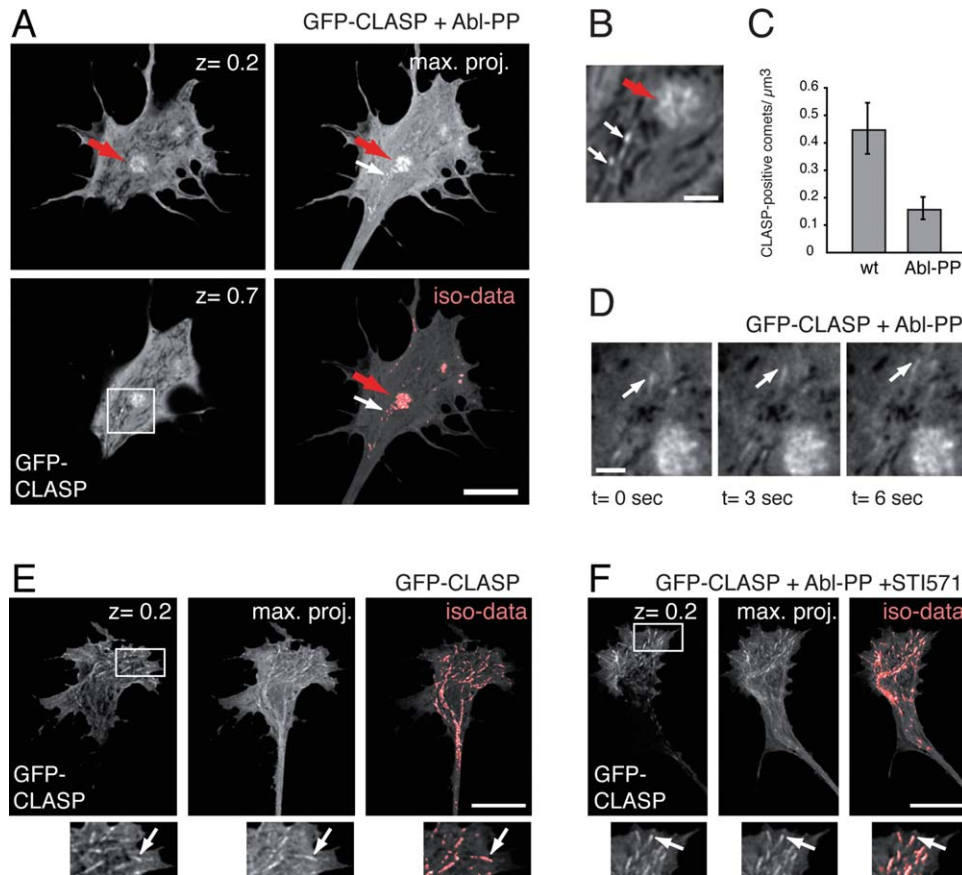 A
GFP-CLASP + Abl-PP
z= 0.2
max. proj.
z= 0.7
iso-data
GFP-
CLASP
B
C
CLASP-positive comets/ µm3
0.6
0.5
0.4
0.3
0.2
0.1
0
wt
Abl-PP
D
GFP-CLASP + Abl-PP
t= 0 sec
t= 3 sec
t= 6 sec
E
GFP-CLASP
z= 0.2
max. proj.
iso-data
GFP-
CLASP
F
GFP-CLASP + Abl-PP +STI571
z= 0.2
max. proj.
iso-data
GFP-
CLASP